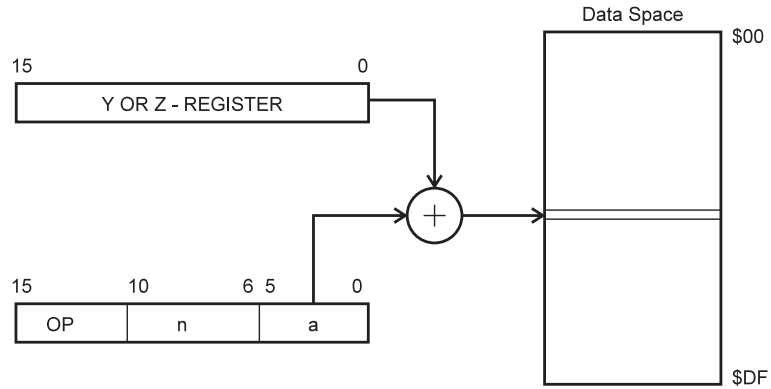 Data Space
$00
15 0
Y OR Z - REGISTER
+
15 10 6 5 0
OP n a
$DF